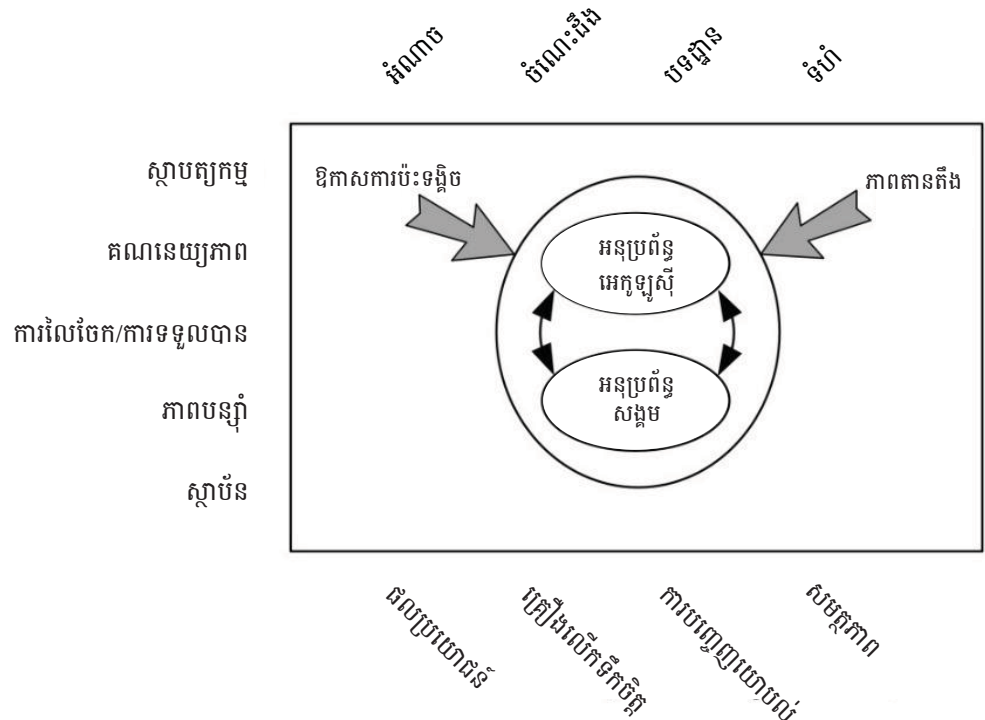 អំណាច
ចំណេះដឹង
បទដ្ឋាន
ទំហំ
ស្ថាបត្យកម្ម
ឱកាសការប៉ះទង្គិច
ភាពតានតឹង
គណនេយ្យភាព
អនុប្រព័ន្ធ
អេកូឡូស៊ី
ការលៃចែក/ការទទួលបាន
ភាពបន្ស៊ាំ
អនុប្រព័ន្ធ
សង្គម
ស្ថាប័ន
ផលប្រយោជន៍
គ្រឿងលើកទឹកចិត្ត
ការបញ្ចេញយោបល់
សមត្ថភាព